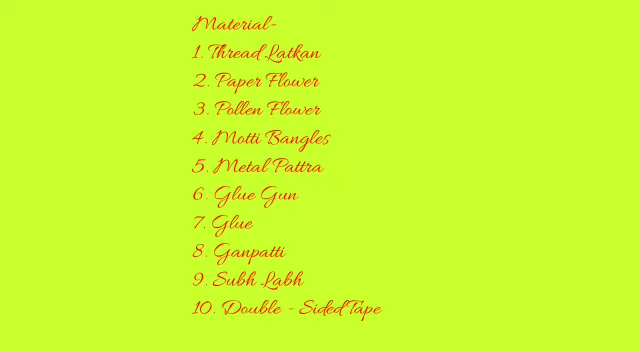 Material-
1. Thread Latkan
2. Paper Flower
3. Pollen Flower
4. Motti Bangles
5. Metal Pattra
6. Glue Gun
7. Glue
8. Ganpatti
9. Subh Labh
10. Double - Sided Tape